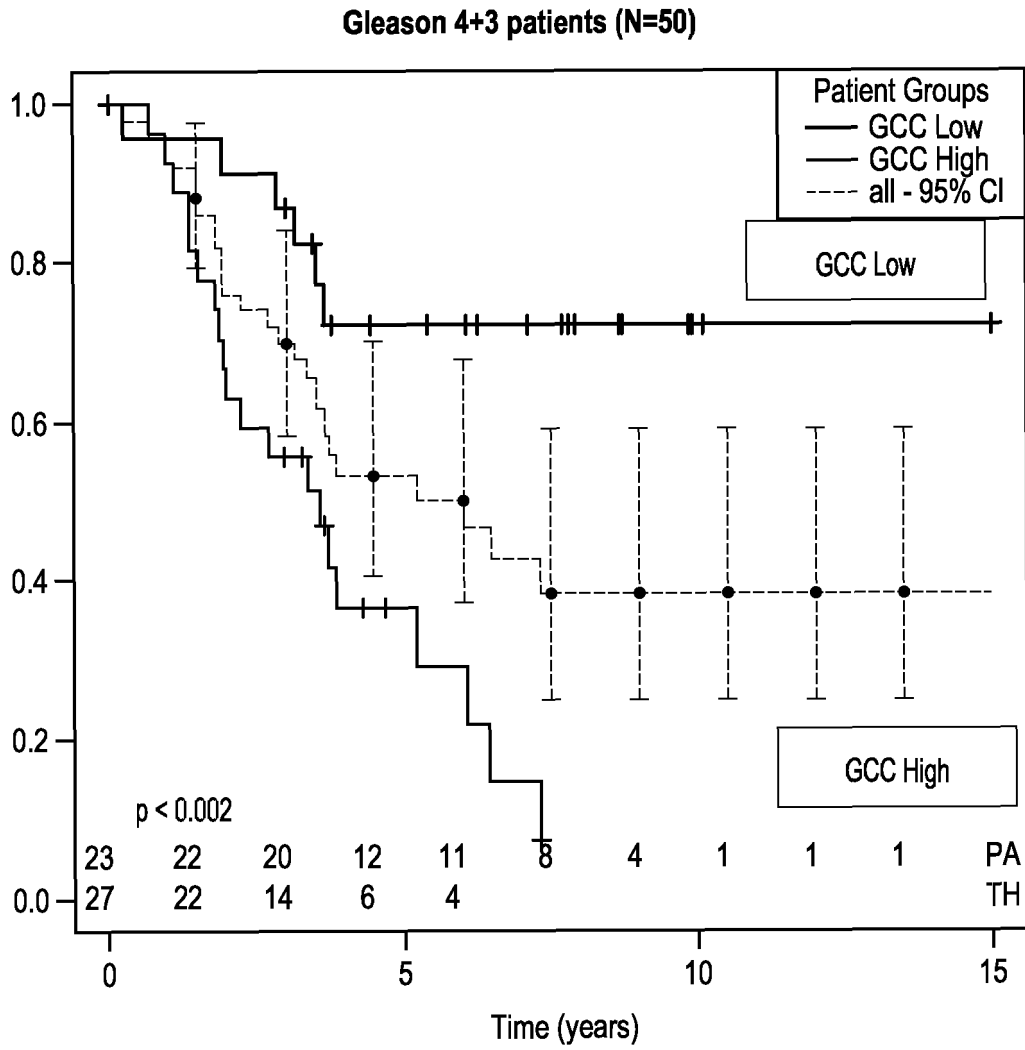 Gleason 4+3 patients (N=50)
Patient Groups
GCC Low
GCC High
all - 95% CI
1.0
0.8
0.6
0.4
0.2
0.0
GCC Low
GCC High
p < 0.002
23 22 20 12 11 8 4 1 1 1 PA
27 22 14 6 4 TH
0 5 10 15
Time (years)